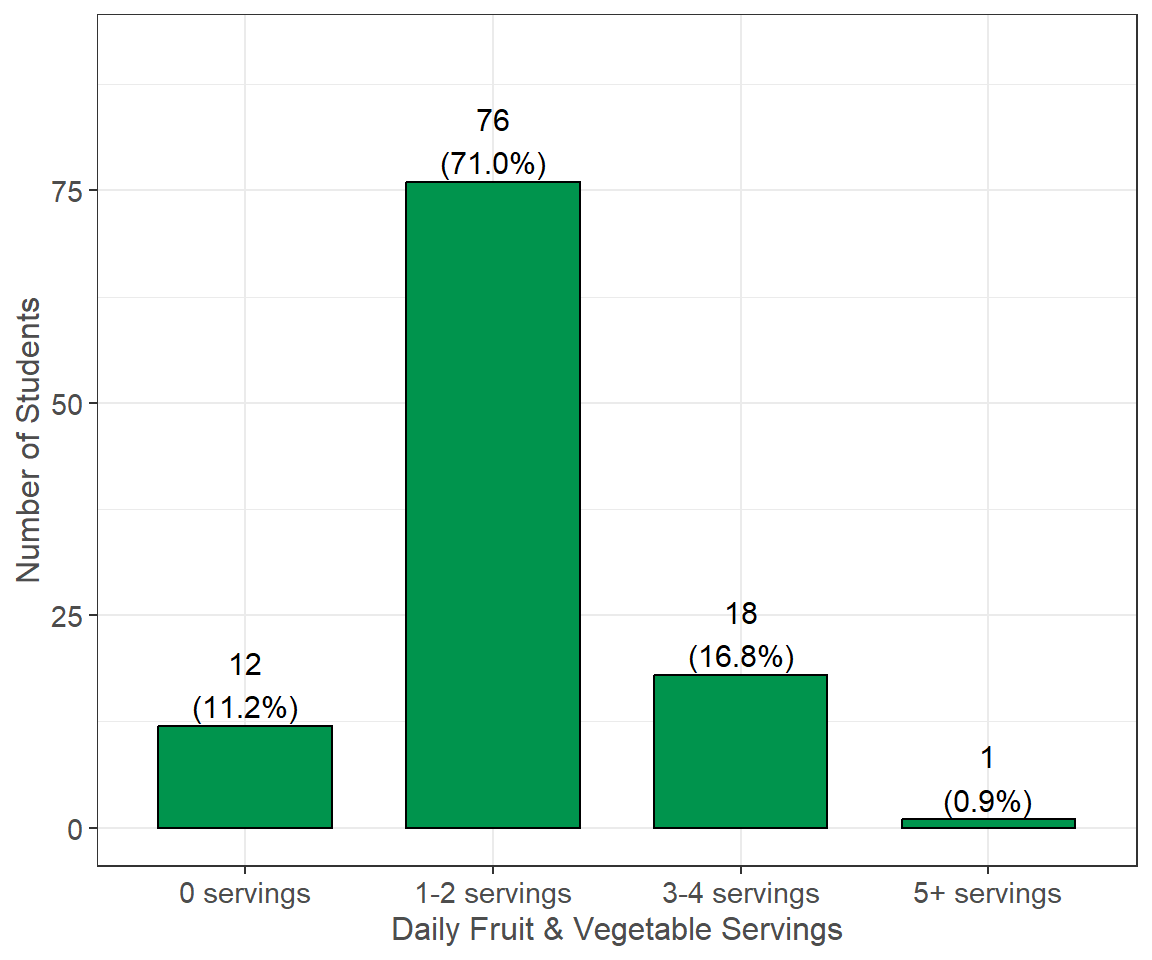 76
(71.0%)
75
Number of Students
50
25
18
(16.8%)
12
(11.2%)
1
(0.9%)
0
0 servings
1-2 servings
3-4 servings
5+ servings
Daily Fruit & Vegetable Servings